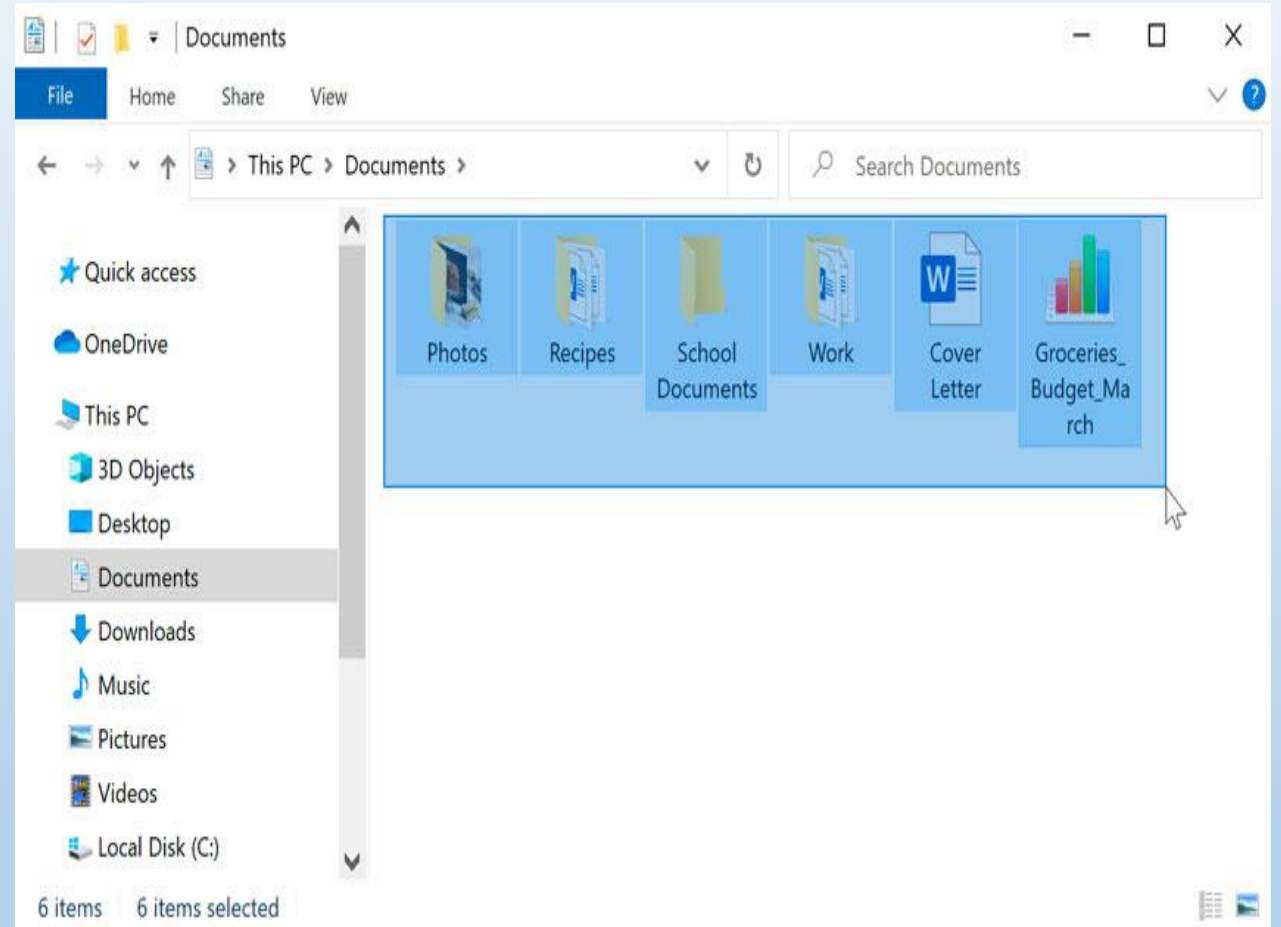 Documents
File Home Share View
> This PC > Documents >
Search Documents
Quick access
OneDrive
This PC
3D Objects
Desktop
Documents
Downloads
Music
Pictures
Videos
Local Disk (C:)
Photos
Recipes
School
Documents
Work
W
Cover
Letter
Groceries_
Budget_Ma
rch
6 items 6 items selected